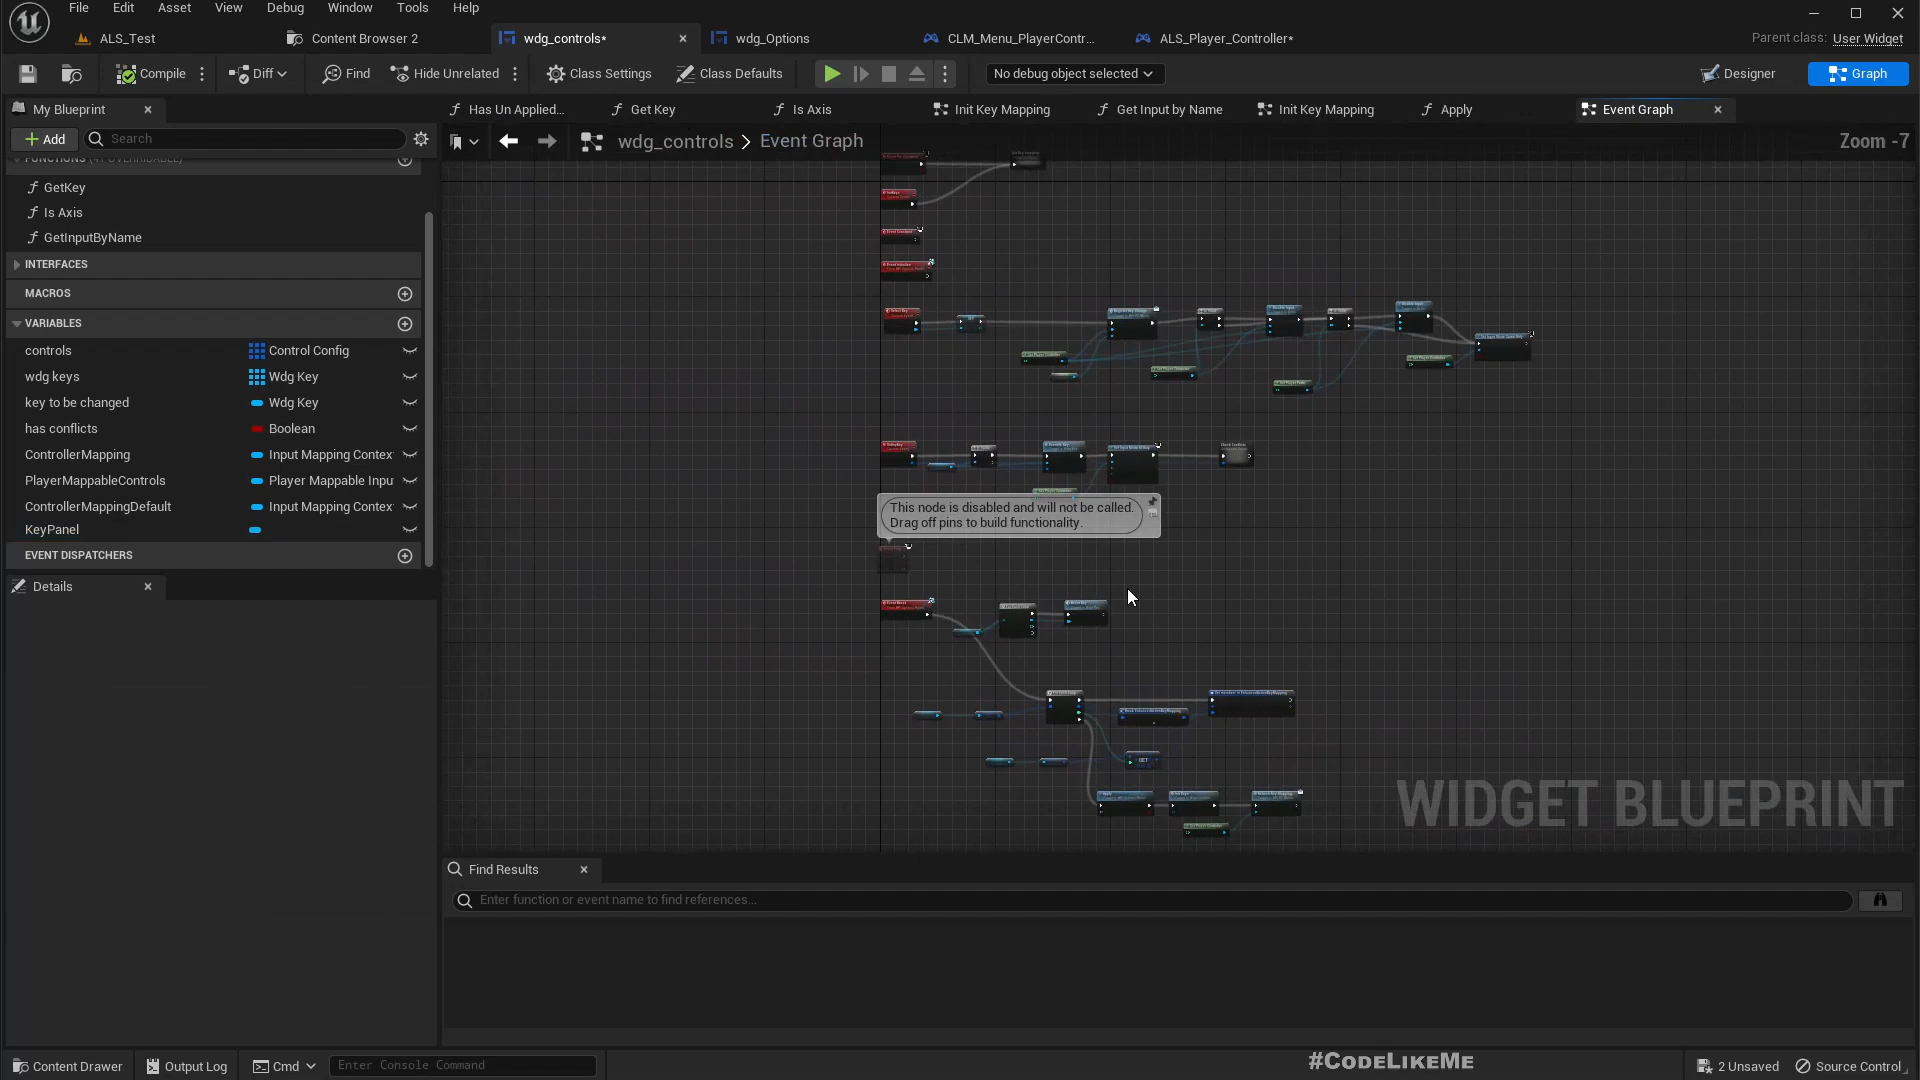 File Edit Asset View Debug Window Tools Help
ALS_Test
Content Browser 2
wdg_controls*
wdg_Options
CLM_Menu_PlayerContr...
ALS_Player_Controller*
Parent class: User Widget
Compile
Diff
Find
Hide Unrelated
Class Settings
Class Defaults
No debug object selected
Designer
Graph
My Blueprint
Has Un Applied...
Get Key
Is Axis
Init Key Mapping
Get Input by Name
Init Key Mapping
Apply
Event Graph
Add
Search
wdg_controls > Event Graph
Zoom -7
GetKey
Is Axis
GetInputByName
INTERFACES
MACROS
VARIABLES
controls Control Config
wdg keys Wdg Key
key to be changed Wdg Key
has conflicts Boolean
ControllerMapping Input Mapping Contex
PlayerMappableControls Player Mappable Inpu
ControllerMappingDefault Input Mapping Contex
KeyPanel
EVENT DISPATCHERS
Details
This node is disabled and will not be called.
Drag off pins to build functionality.
WIDGET BLUEPRINT
Find Results
Enter function or event name to find references...
Content Drawer
Output Log
Cmd
Enter Console Command
#CodeLikeMe
2 Unsaved
Source Control